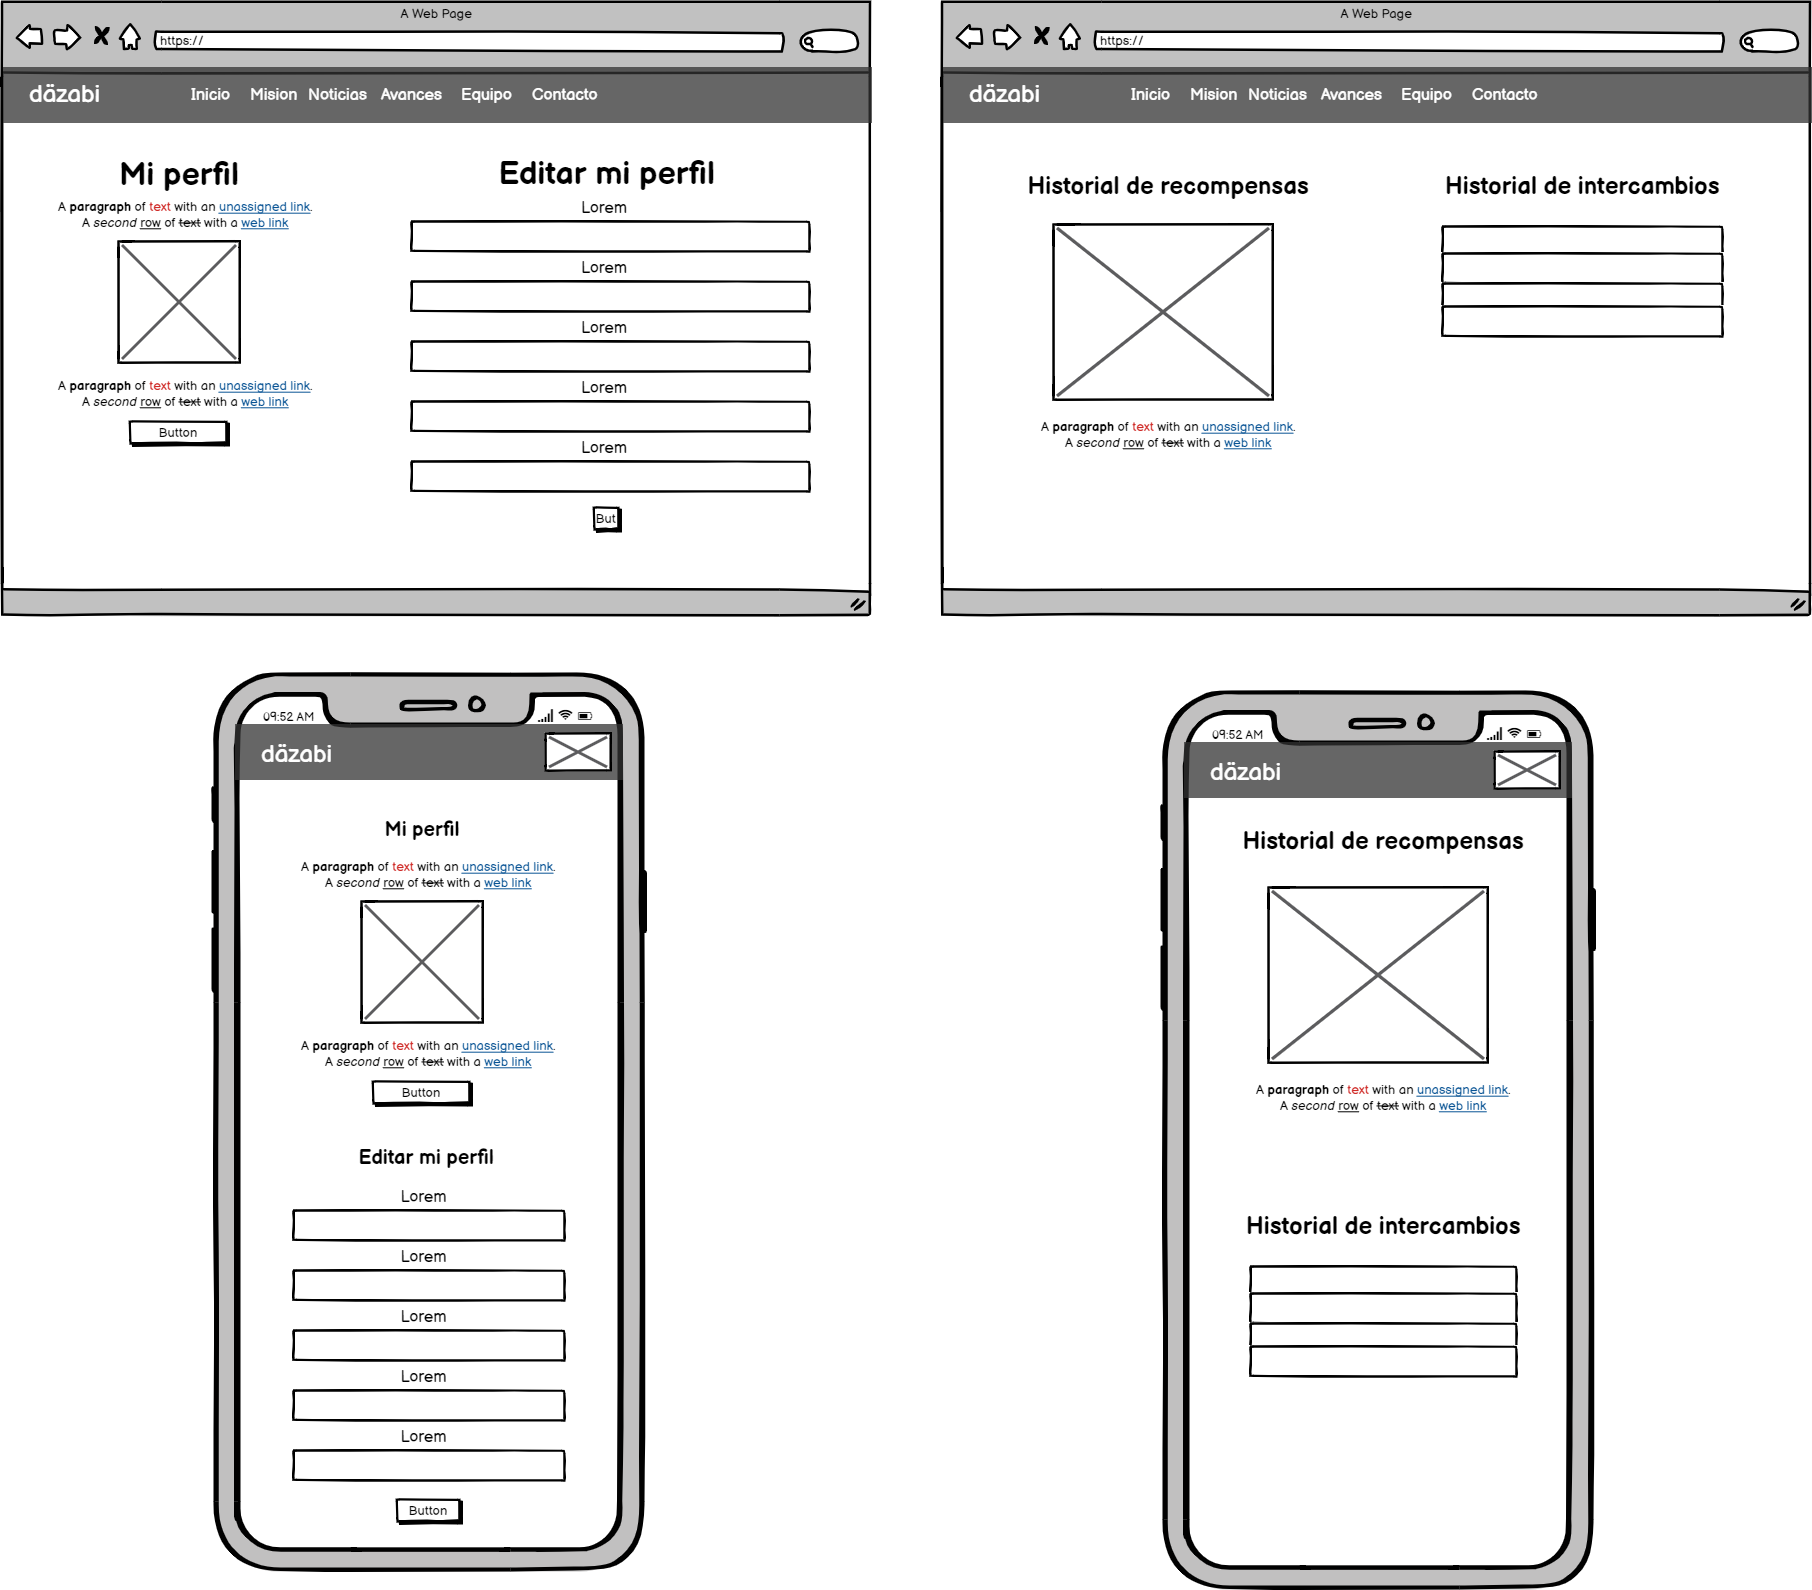 A Web Page
https://
däzabi Inicio Mision Noticias Avances Equipo Contacto
Mi perfil
A paragraph of text with an unassigned link.
A second row of text with a web link
A paragraph of text with an unassigned link.
A second row of text with a web link
Button
Editar mi perfil
Lorem
Lorem
Lorem
Lorem
Lorem
But
A Web Page
https://
däzabi Inicio Mision Noticias Avances Equipo Contacto
Historial de recompensas
A paragraph of text with an unassigned link.
A second row of text with a web link
Historial de intercambios
09:52 AM
däzabi
Mi perfil
A paragraph of text with an unassigned link.
A second row of text with a web link
A paragraph of text with an unassigned link.
A second row of text with a web link
Button
Editar mi perfil
Lorem
Lorem
Lorem
Lorem
Lorem
Button
09:52 AM
däzabi
Historial de recompensas
A paragraph of text with an unassigned link.
A second row of text with a web link
Historial de intercambios